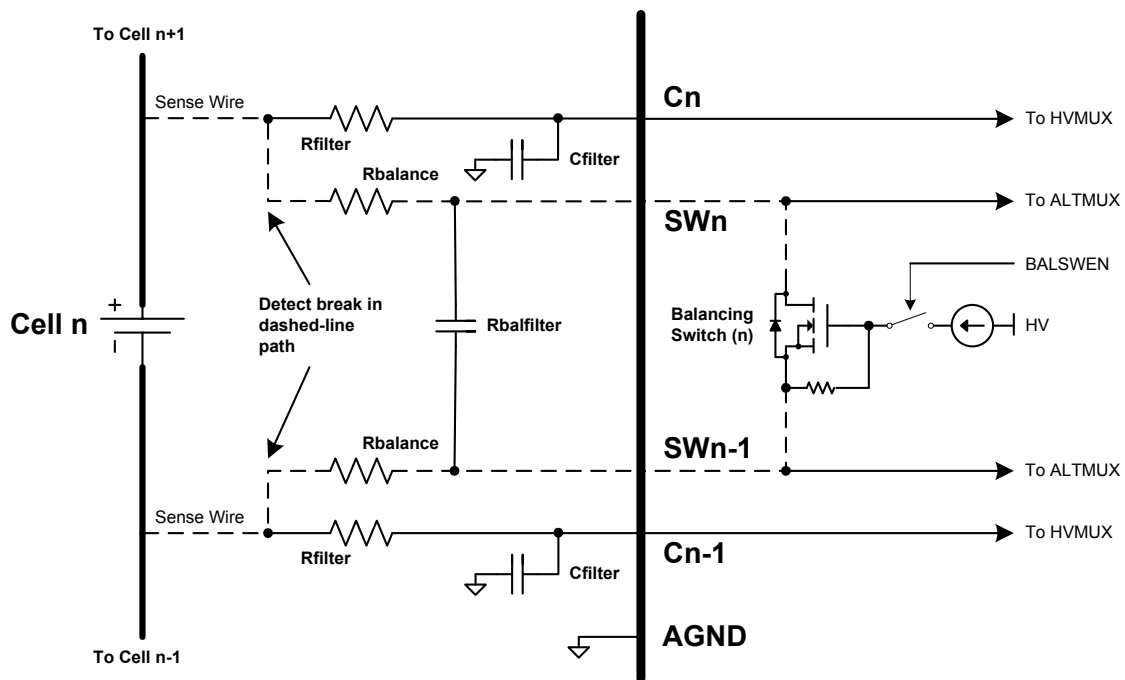 To Cell n+1
Sense Wire
Rfilter
Cfilter
Cn
To HVMUX
Rbalance
SWn
To ALTMUX
BALSWEN
Detect break in
dashed-line
path
Rbalfilter
Balancing
Switch (n)
HV
+
Cell n
–
Rbalance
SWn-1
To ALTMUX
Sense Wire
Rfilter
Cfilter
Cn-1
To HVMUX
AGND
To Cell n-1